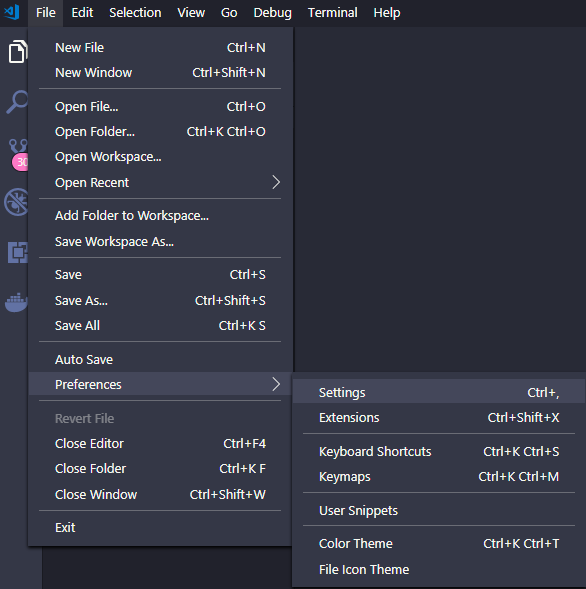 File Edit Selection View Go Debug Terminal Help
New File Ctrl+N
New Window Ctrl+Shift+N
Open File... Ctrl+O
Open Folder... Ctrl+K Ctrl+O
Open Workspace...
Open Recent
Add Folder to Workspace...
Save Workspace As...
Save Ctrl+S
Save As... Ctrl+Shift+S
Save All Ctrl+K S
Auto Save
Preferences
Revert File
Close Editor Ctrl+F4
Close Folder Ctrl+K F
Close Window Ctrl+Shift+W
Exit
30
Settings Ctrl+,
Extensions Ctrl+Shift+X
Keyboard Shortcuts Ctrl+K Ctrl+S
Keymaps Ctrl+K Ctrl+M
User Snippets
Color Theme Ctrl+K Ctrl+T
File Icon Theme